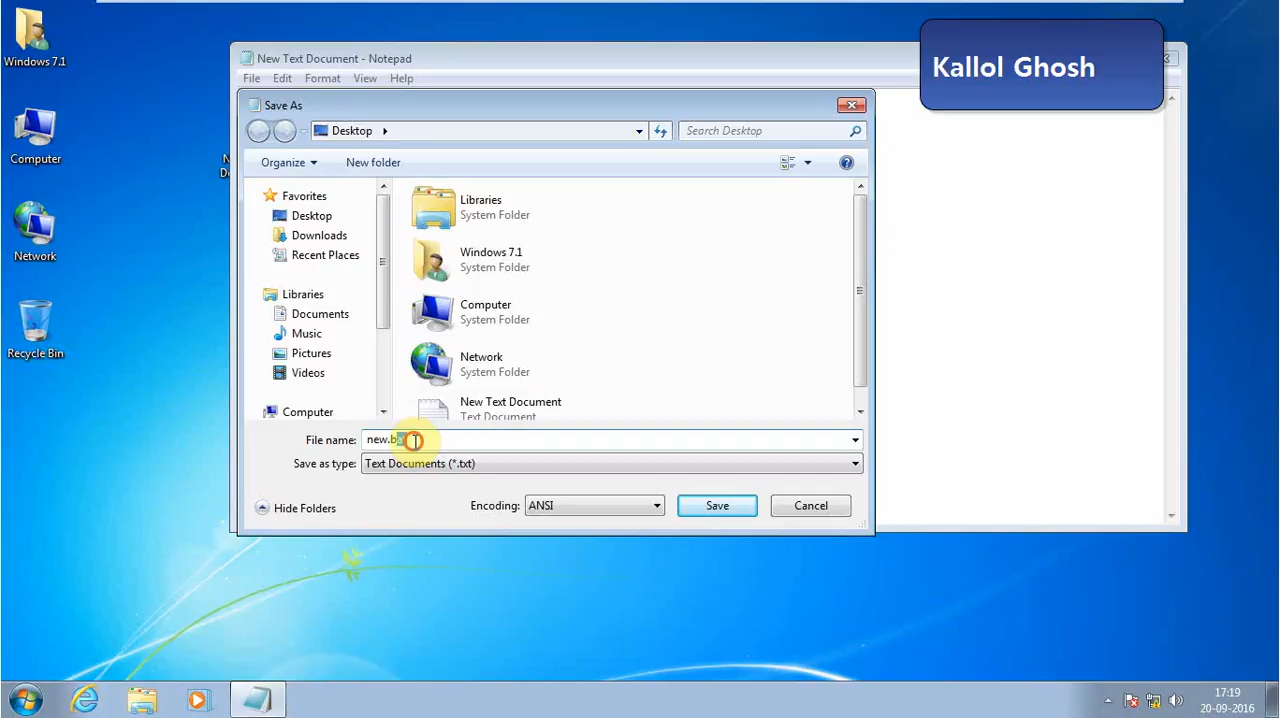 Windows 7.1
Computer
Network
Recycle Bin
Kallol Ghosh
New Text Document - Notepad
File Edit Format View Help
Save As
Desktop
Search Desktop
Organize
New folder
Favorites
Desktop
Downloads
Recent Places
Libraries
Documents
Music
Pictures
Videos
Computer
Libraries
System Folder
Windows 7.1
System Folder
Computer
System Folder
Network
System Folder
New Text Document
Text Document
File name:
Save as type: Text Documents (*.txt)
Hide Folders
Encoding: ANSI
Save
Cancel
17:19
20-09-2016